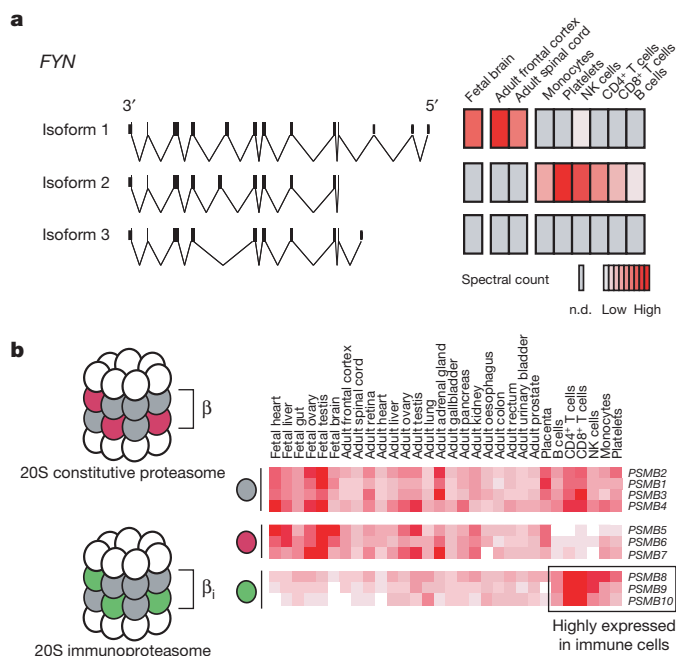 a
FYN
3′ 5′
Isoform 1
Isoform 2
Isoform 3
Fetal brain
Adult frontal cortex
Adult spinal cord
Monocytes
Platelets
NK cells
CD4⁺ T cells
CD8⁺ T cells
B cells
Spectral count
n.d. Low High
b
β
20S constitutive proteasome
βi
20S immunoproteasome
Fetal heart
Fetal liver
Fetal gut
Fetal ovary
Fetal testis
Fetal brain
Adult frontal cortex
Adult spinal cord
Adult retina
Adult heart
Adult liver
Adult ovary
Adult testis
Adult lung
Adult adrenal gland
Adult gallbladder
Adult pancreas
Adult kidney
Adult oesophagus
Adult colon
Adult rectum
Adult urinary bladder
Adult prostate
Placenta
B cells
CD4⁺ T cells
CD8⁺ T cells
NK cells
Monocytes
Platelets
PSMB2
PSMB1
PSMB3
PSMB4
PSMB5
PSMB6
PSMB7
PSMB8
PSMB9
PSMB10
Highly expressed
in immune cells